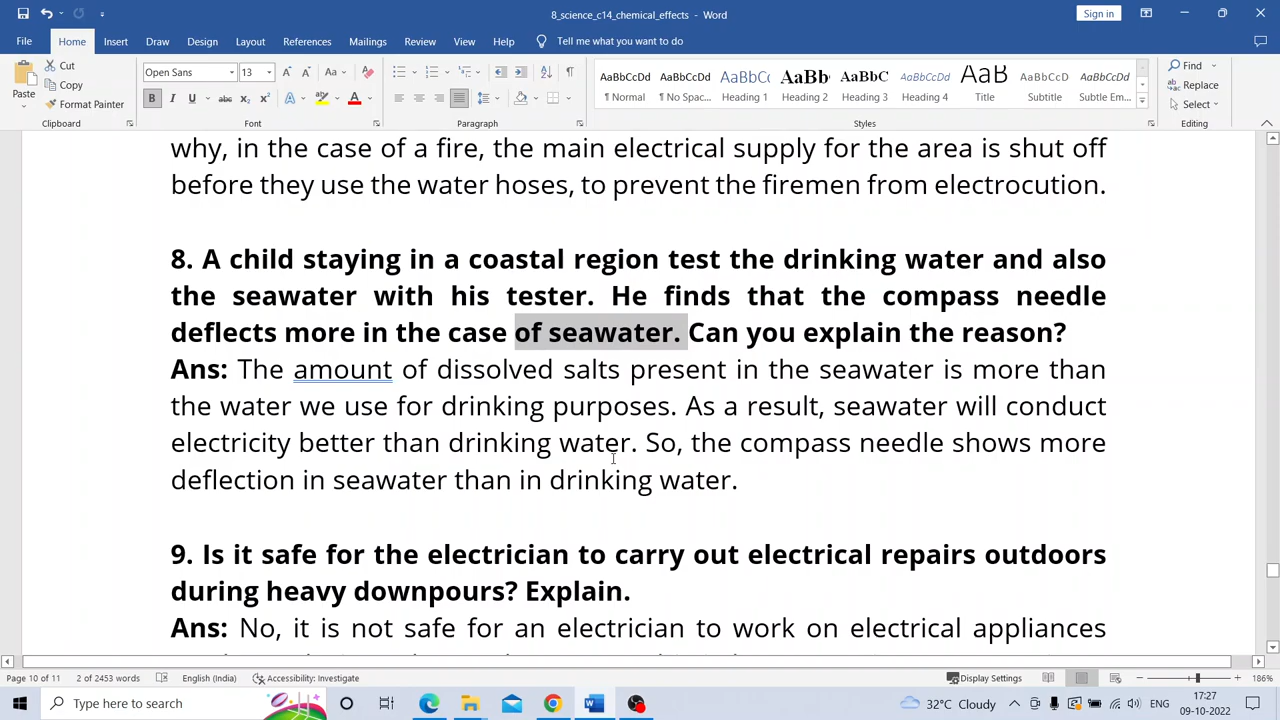 8_science_c14_chemical_effects - Word
Sign in
File Home Insert Draw Design Layout References Mailings Review View Help Tell me what you want to do
Paste
Cut
Copy
Format Painter
Clipboard
Open Sans 13
Font
Paragraph
AaBbCcDd AaBbCcDd AaBbCc AaBb AaBbC AaBbCcDd AaB AaBbCcDd AaBbCcDd
¶ Normal ¶ No Spac... Heading 1 Heading 2 Heading 3 Heading 4 Title Subtitle Subtle Em...
Styles
Find
Replace
Select
Editing
why, in the case of a fire, the main electrical supply for the area is shut off
before they use the water hoses, to prevent the firemen from electrocution.
8. A child staying in a coastal region test the drinking water and also
the seawater with his tester. He finds that the compass needle
deflects more in the case of seawater. Can you explain the reason?
Ans: The amount of dissolved salts present in the seawater is more than
the water we use for drinking purposes. As a result, seawater will conduct
electricity better than drinking water. So, the compass needle shows more
deflection in seawater than in drinking water.
9. Is it safe for the electrician to carry out electrical repairs outdoors
during heavy downpours? Explain.
Ans: No, it is not safe for an electrician to work on electrical appliances
Page 10 of 11 2 of 2453 words English (India) Accessibility: Investigate Display Settings 186%
Type here to search
32°C Cloudy ENG 17:27
09-10-2022